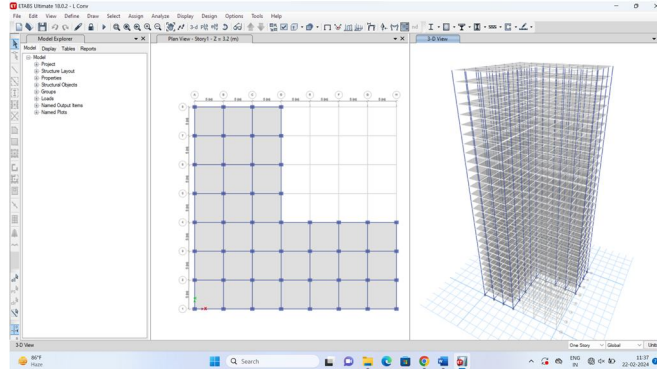 ETABS Ultimate 18.0.2 - L Conv
File Edit View Define Draw Select Assign Analyze Display Design Options Tools Help
Model Explorer
Plan View - Story1 - Z = 3.2 (m)
3-D View
Model Display Tables Reports
Model
Project
Structure Layout
Properties
Structural Objects
Groups
Loads
Named Output Items
Named Plots
3-D View
One Story Global Units
86°F
Haze
Search
ENG
IN
11:37
22-02-2024